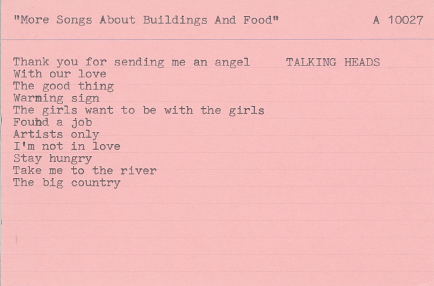 "More Songs About Buildings And Food" A 10027
Thank you for sending me an angel TALKING HEADS
With our love
The good thing
Warning sign
The girls want to be with the girls
Found a job
Artists only
I'm not in love
Stay hungry
Take me to the river
The big country